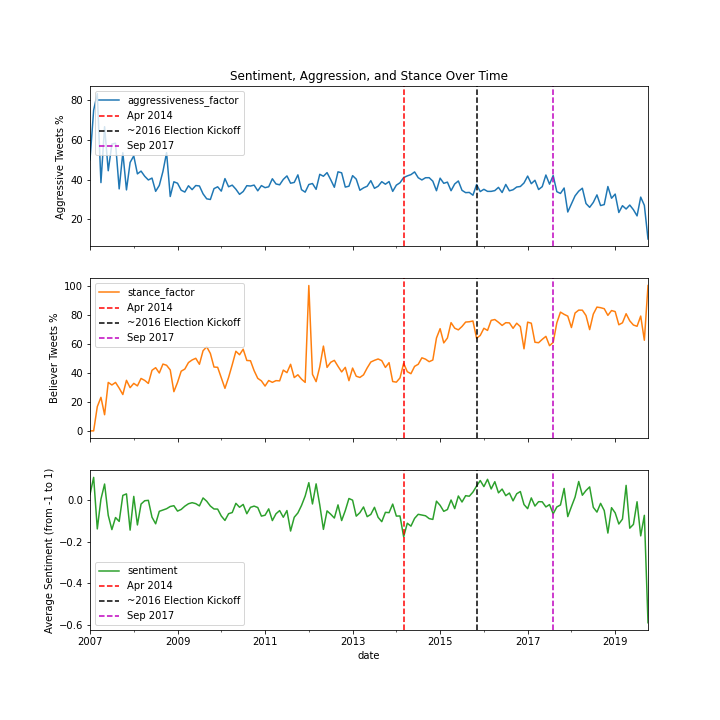 Sentiment, Aggression, and Stance Over Time
Aggressive Tweets %
80
60
40
20
aggressiveness_factor
Apr 2014
~2016 Election Kickoff
Sep 2017
Believer Tweets %
100
80
60
40
20
0
stance_factor
Apr 2014
~2016 Election Kickoff
Sep 2017
Average Sentiment (from -1 to 1)
0.0
−0.2
−0.4
−0.6
sentiment
Apr 2014
~2016 Election Kickoff
Sep 2017
2007 2009 2011 2013 2015 2017 2019
date